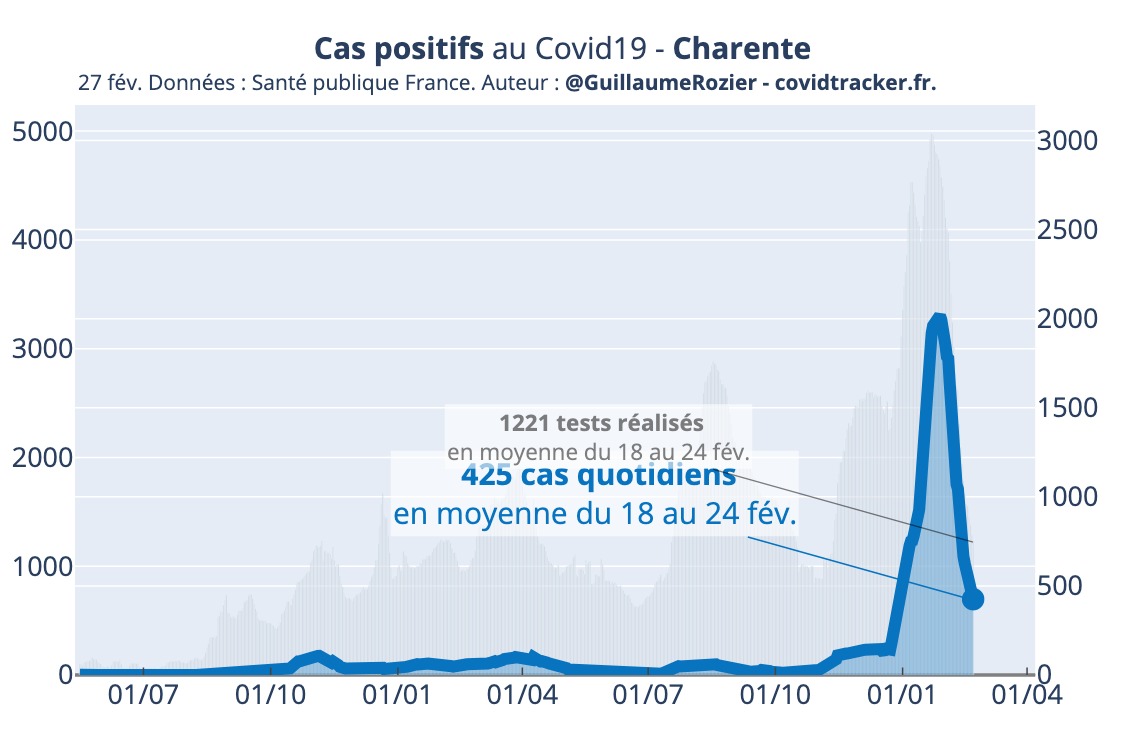 Cas positifs au Covid19 - Charente
27 fév. Données : Santé publique France. Auteur : @GuillaumeRozier - covidtracker.fr.
5000
4000
3000
2000
1000
0
3000
2500
2000
1500
1000
500
0
1221 tests réalisés
en moyenne du 18 au 24 fév.
425 cas quotidiens
en moyenne du 18 au 24 fév.
01/07 01/10 01/01 01/04 01/07 01/10 01/01 01/04